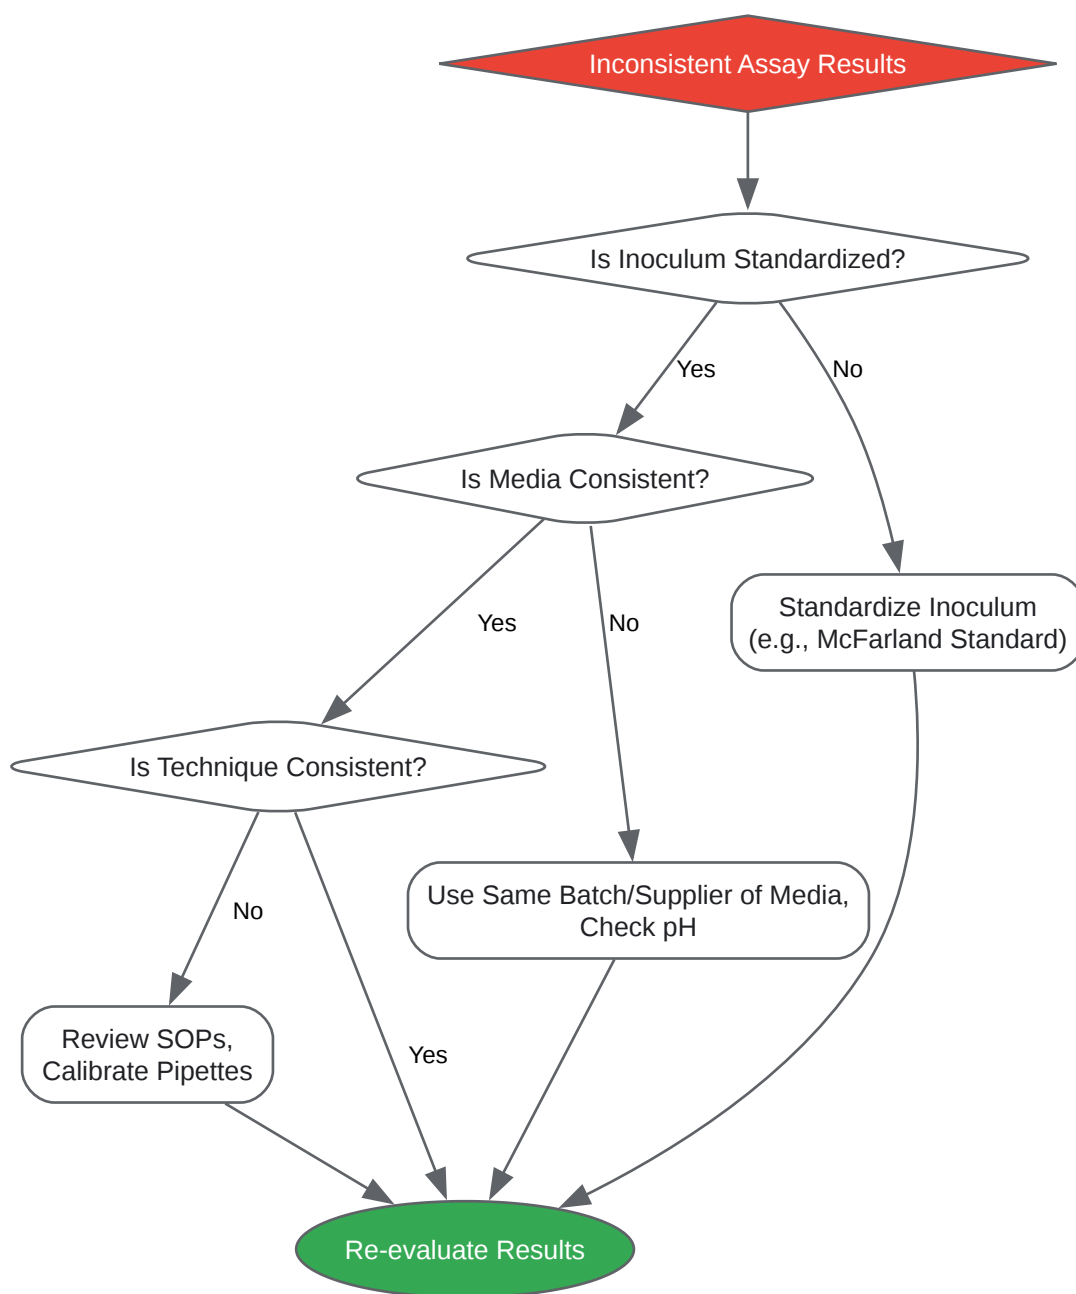 Inconsistent Assay Results
Is Inoculum Standardized?
Yes
No
Is Media Consistent?
Standardize Inoculum
(e.g., McFarland Standard)
Yes
No
Is Technique Consistent?
Use Same Batch/Supplier of Media,
Check pH
No
Review SOPs,
Calibrate Pipettes
Yes
Re-evaluate Results